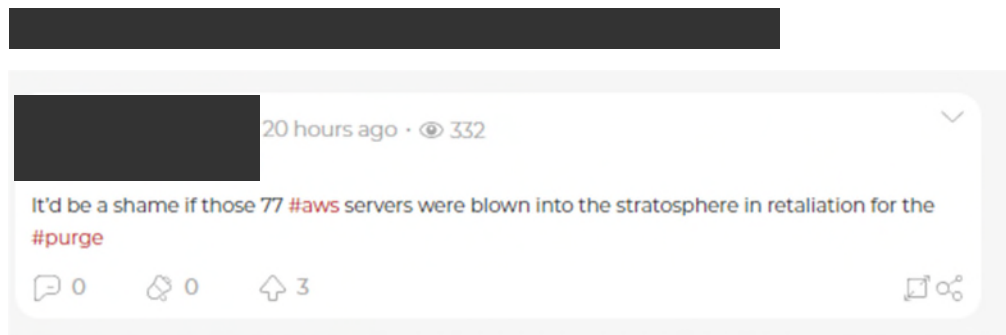 20 hours ago · 332
It'd be a shame if those 77 #aws servers were blown into the stratosphere in retaliation for the
#purge
0 0 3